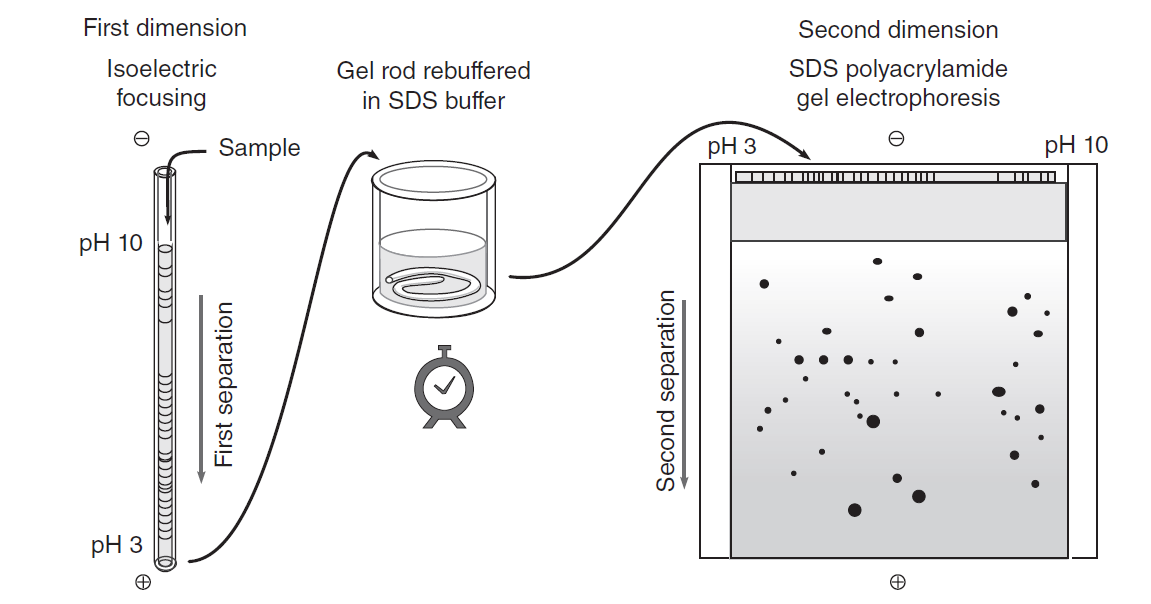 First dimension
Isoelectric
focusing
⊖
Sample
pH 10
First separation
pH 3
⊕
Gel rod rebuffered
in SDS buffer
Second dimension
SDS polyacrylamide
gel electrophoresis
⊖
pH 3
pH 10
Second separation
⊕